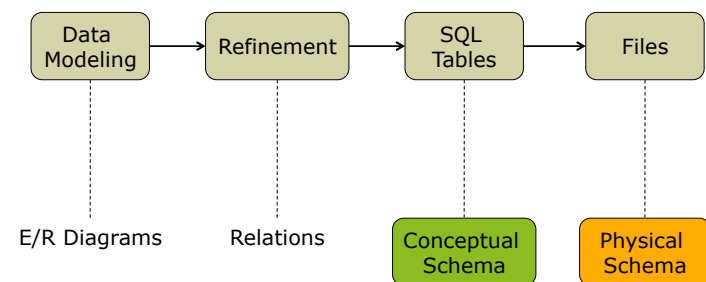 Data
Modeling
Refinement
SQL
Tables
Files
E/R Diagrams
Relations
Conceptual
Schema
Physical
Schema